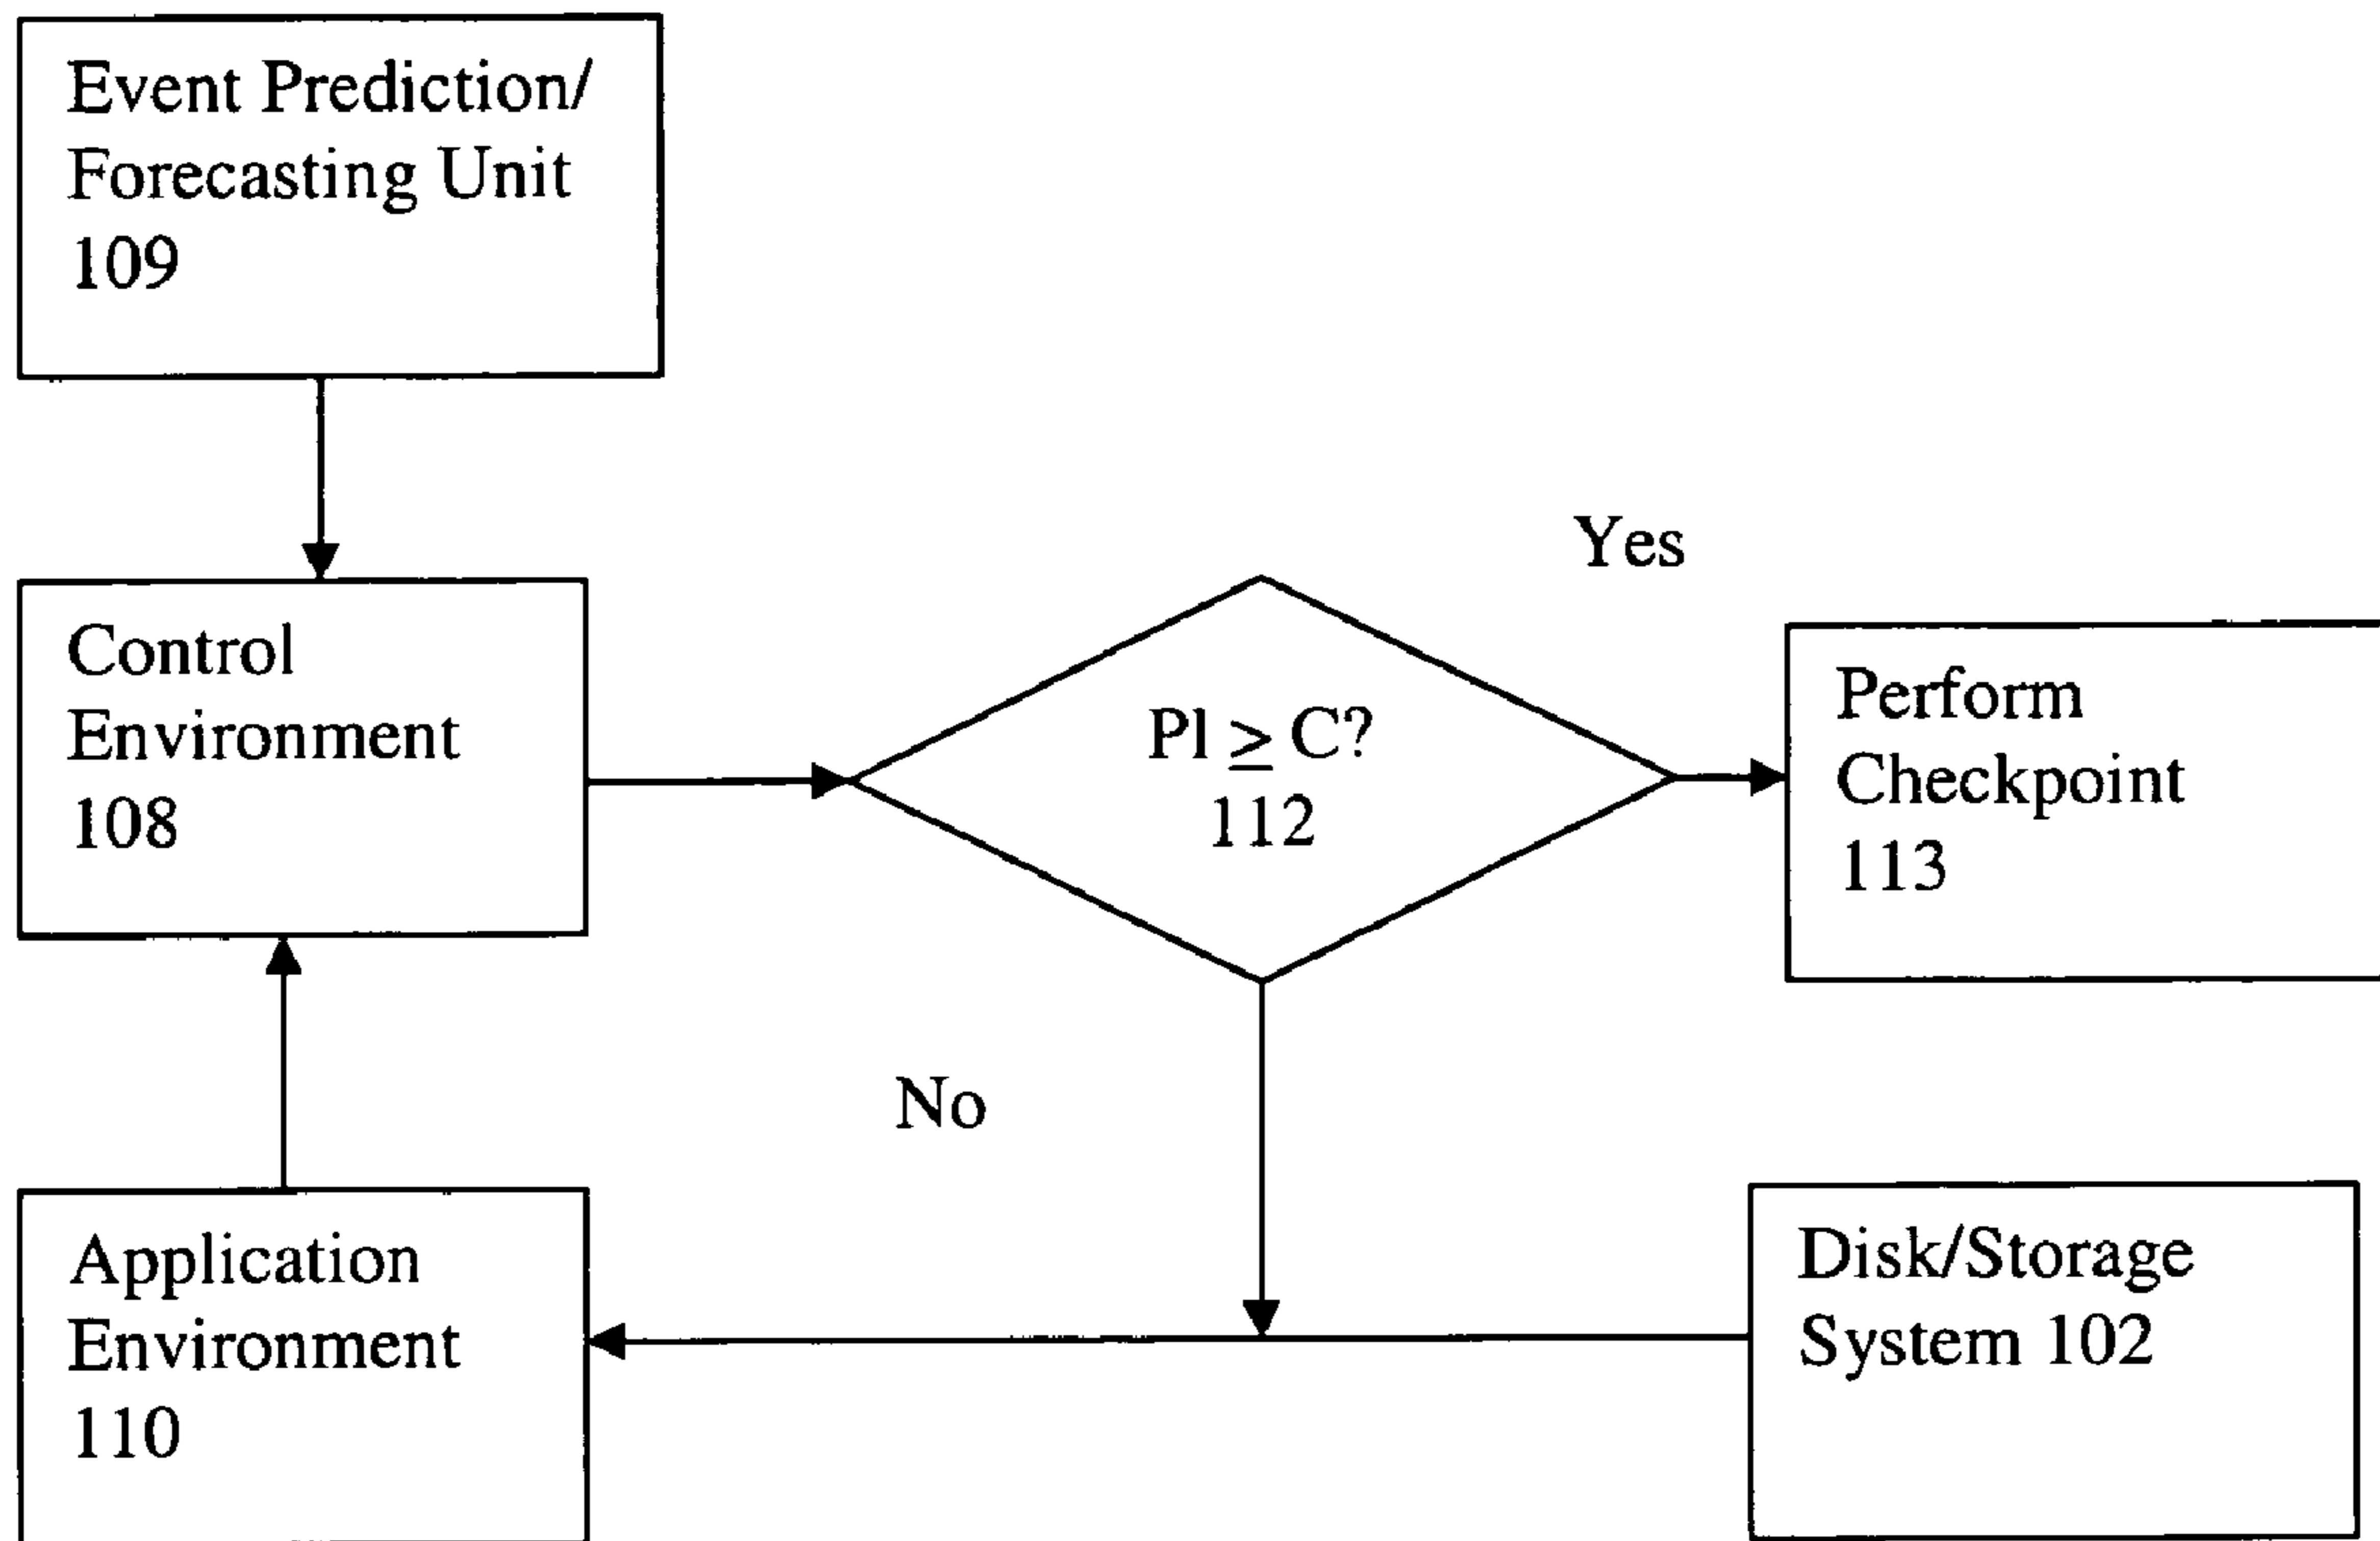 Event Prediction/
Forecasting Unit
109
Yes
Control
Environment
108
Pl ≥ C?
112
Perform
Checkpoint
113
No
Application
Environment
110
Disk/Storage
System 102